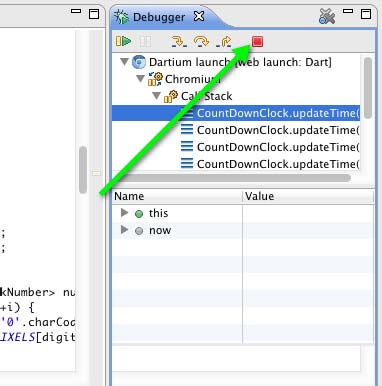 Debugger
Dartium launch [web launch: Dart]
Chromium
Call Stack
CountDownClock.updateTime(
CountDownClock.updateTime(
CountDownClock.updateTime(
CountDownClock.updateTime(
Name Value
this
now
;
;
kNumber> nu
+i) {
'0'.charCod
IXELS[digit